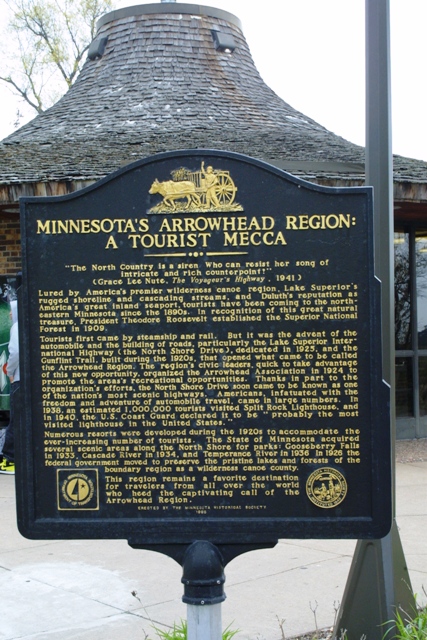 MINNESOTA'S ARROWHEAD REGION:
A TOURIST MECCA
"The North Country is a siren. Who can resist her song of
intricate and rich counterpoint?"
(Grace Lee Nute, The Voyageur's Highway, 1941)
Lured by America's premier wilderness canoe region, Lake Superior's
rugged shoreline and cascading streams, and Duluth's reputation as
America's great inland seaport, tourists have been coming to the north-
eastern Minnesota since the 1890s. In recognition of this great natural
treasure, President Theodore Roosevelt established the Superior National
Forest in 1909.
Tourists first came by steamship and rail. But it was the advent of the
automobile and the building of roads, particularly the Lake Superior Inter-
national Highway (the North Shore Drive), dedicated in 1925, and the
Gunflint Trail, built during the 1920s, that opened what came to be called
the Arrowhead Region. The region's civic leaders, quick to take advantage
of this new opportunity, organized the Arrowhead Association in 1924 to
promote the area's recreational opportunities. Thanks in part to the
organization's efforts, the North Shore Drive soon came to be known as one
of the nation's most scenic highways. Americans, infatuated with the
freedom and adventure of automobile travel, came in large numbers. In
1938, an estimated 1,000,000 tourists visited Split Rock Lighthouse, and
in 1940, the U.S. Coast Guard declared it to be "probably the most
visited lighthouse in the United States."
Numerous resorts were developed during the 1920s to accommodate the
ever-increasing number of tourists. The State of Minnesota acquired
several scenic areas along the North Shore for parks: Gooseberry Falls
in 1933, Cascade River in 1934, and Temperance River in 1936. In 1926 the
federal government moved to preserve the pristine lakes and forests of the
boundary region as a wilderness canoe county.
This region remains a favorite destination
for travelers from all over the world
who heed the captivating call of the
Arrowhead Region.
ERECTED BY THE MINNESOTA HISTORICAL SOCIETY